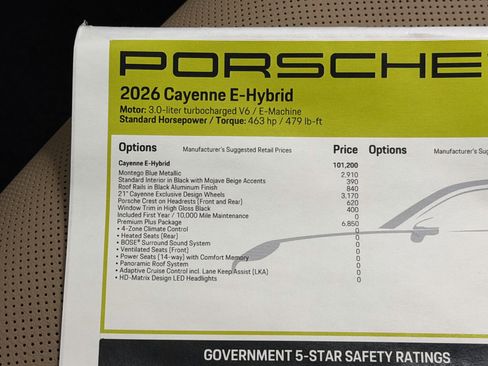 PORSCHE
2026 Cayenne E-Hybrid
Motor: 3.0-liter turbocharged V6 / E-Machine
Standard Horsepower / Torque: 463 hp / 479 lb-ft
Options Manufacturer's Suggested Retail Prices Price Options Manufacturer's Sugg
Cayenne E-Hybrid 101,200
Montego Blue Metallic 2,910
Standard Interior in Black with Mojave Beige Accents 390
Roof Rails in Black Aluminum Finish 840
21" Cayenne Exclusive Design Wheels 3,170
Porsche Crest on Headrests (Front and Rear) 620
Window Trim in High Gloss Black 400
Included First Year / 10,000 Mile Maintenance 0
Premium Plus Package 6,850
• 4-Zone Climate Control 0
• Heated Seats (Rear) 0
• BOSE® Surround Sound System 0
• Ventilated Seats (Front) 0
• Power Seats (14-way) with Comfort Memory 0
• Panoramic Roof System 0
• Adaptive Cruise Control incl. Lane Keep Assist (LKA) 0
• HD-Matrix Design LED Headlights 0
GOVERNMENT 5-STAR SAFETY RATINGS